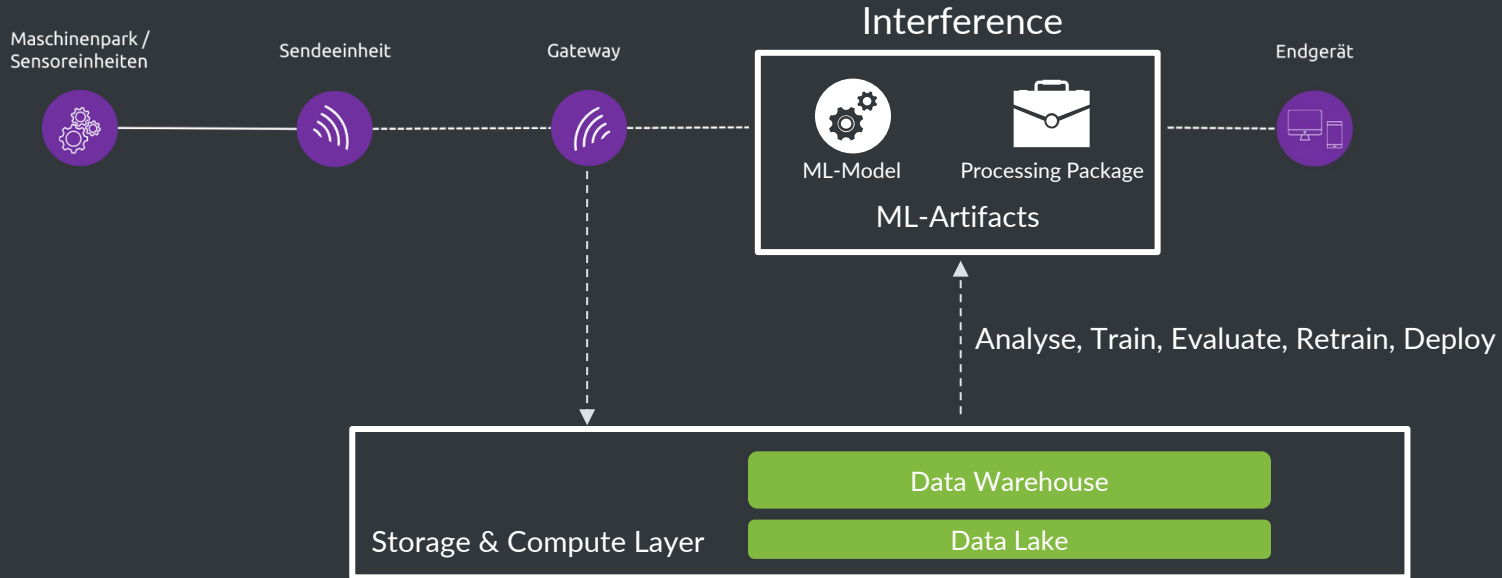 Interference
Maschinenpark /
Sensoreinheiten
Sendeeinheit
Gateway
Endgerät
ML-Model
Processing Package
ML-Artifacts
Analyse, Train, Evaluate, Retrain, Deploy
Data Warehouse
Storage & Compute Layer
Data Lake